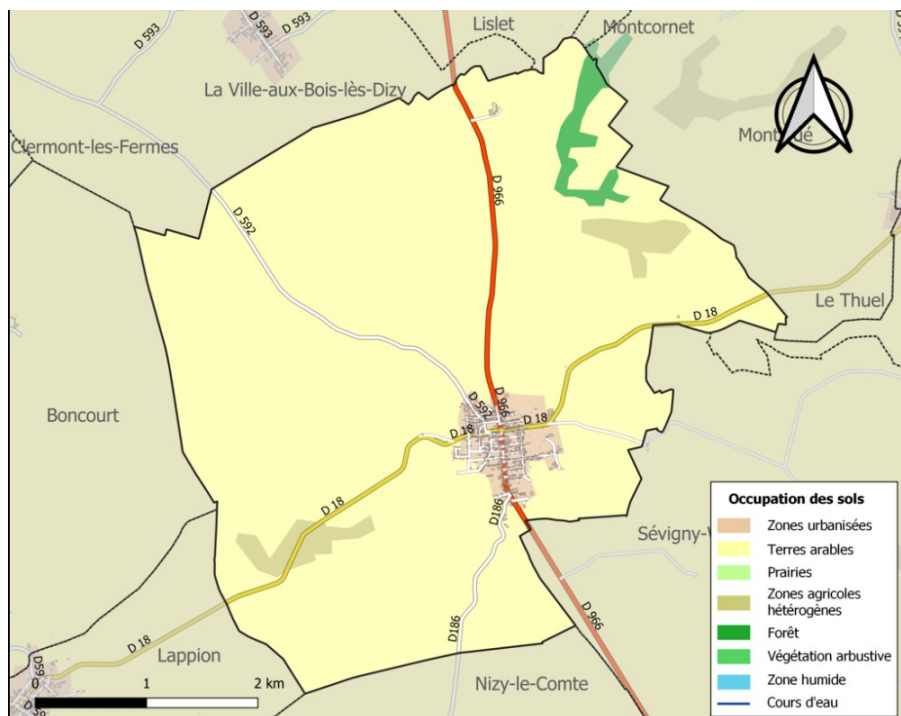 Lislet
Montcornet
D 593
D 593
D 593
La Ville-aux-Bois-lès-Dizy
Clermont-les-Fermes
D 592
D 966
Le Thuel
D 18
Boncourt
D 592
D 966
D 18
D 18
D186
D 18
D 966
D186
D 18
Lappion
Nizy-le-Comte
0 1 2 km
Occupation des sols
Zones urbanisées
Terres arables
Prairies
Zones agricoles
hétérogènes
Forêt
Végétation arbustive
Zone humide
Cours d'eau